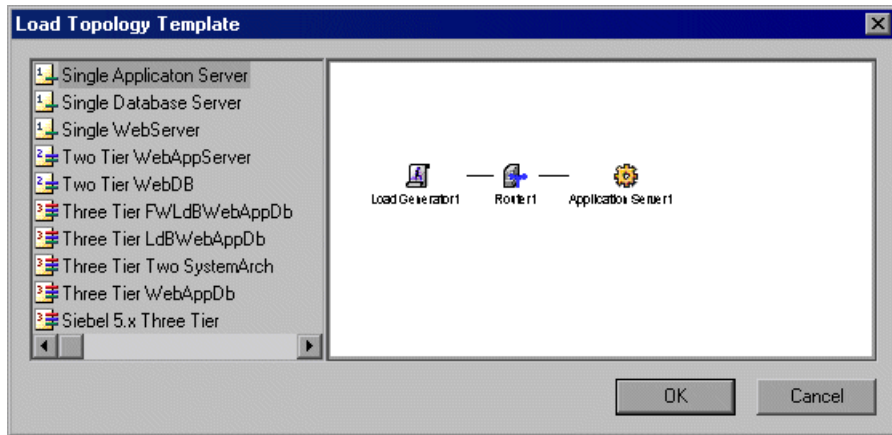 Load Topology Template
Single Applicaton Server
Single Database Server
Single WebServer
Two Tier WebAppServer
Two Tier WebDB
Three Tier FWLdBWebAppDb
Three Tier LdBWebAppDb
Three Tier Two SystemArch
Three Tier WebAppDb
Siebel 5.x Three Tier
Load Generator1 Router1 Application Server1
OK Cancel